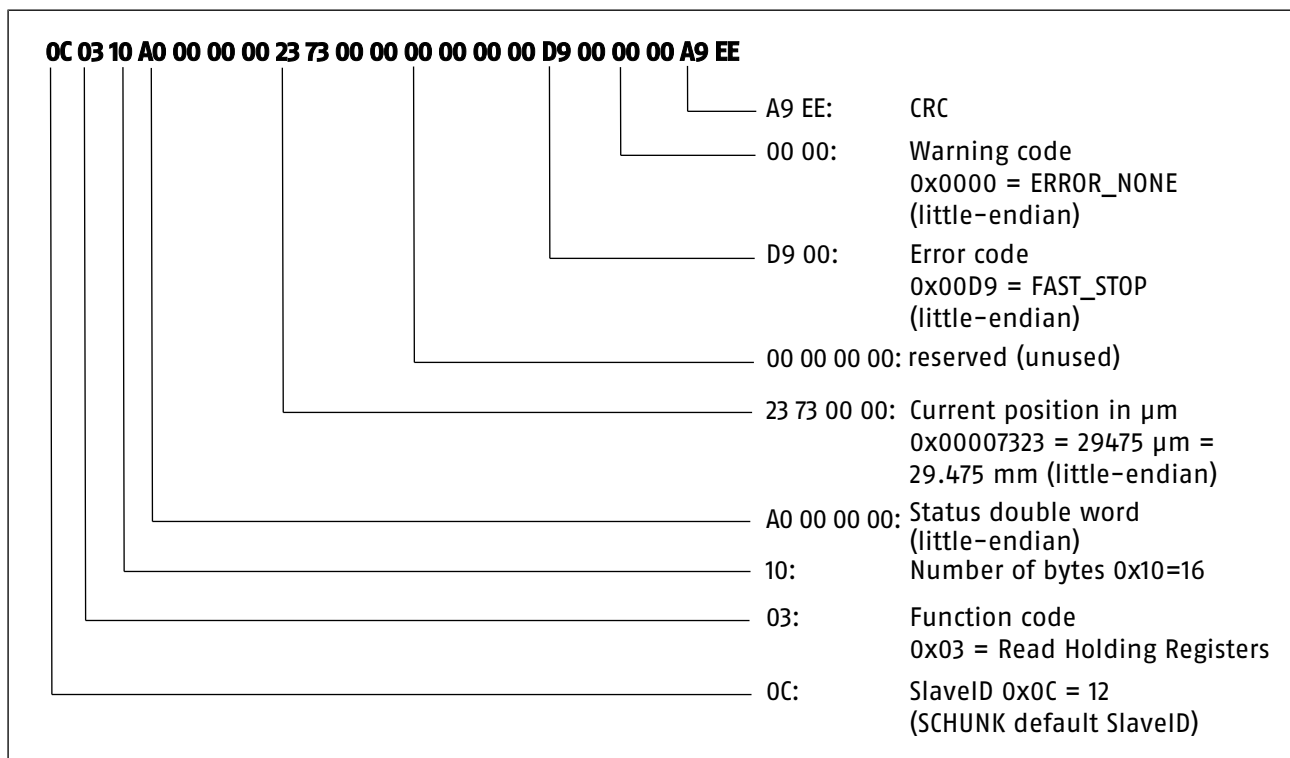 0C 03 10 A0 00 00 00 23 73 00 00 00 00 00 00 D9 00 00 00 A9 EE
A9 EE: CRC
00 00: Warning code
0x0000 = ERROR_NONE
(little-endian)
D9 00: Error code
0x00D9 = FAST_STOP
(little-endian)
00 00 00 00: reserved (unused)
23 73 00 00: Current position in µm
0x00007323 = 29475 µm =
29.475 mm (little-endian)
A0 00 00 00: Status double word
(little-endian)
10: Number of bytes 0x10=16
03: Function code
0x03 = Read Holding Registers
0C: SlaveID 0x0C = 12
(SCHUNK default SlaveID)